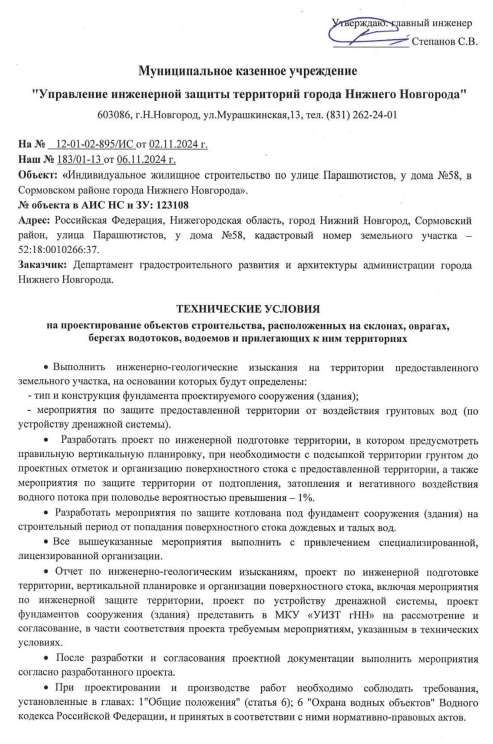 Утверждаю: главный инженер
Степанов С.В.
Муниципальное казенное учреждение
"Управление инженерной защиты территорий города Нижнего Новгорода"
603086, г.Н.Новгород, ул.Мурашкинская,13, тел. (831) 262-24-01
На № 12-01-02-895/ИС от 02.11.2024 г.
Наш № 183/01-13 от 06.11.2024 г.
Объект: «Индивидуальное жилищное строительство по улице Парашютистов, у дома №58, в
Сормовском районе города Нижнего Новгорода».
№ объекта в АИС НС и ЗУ: 123108
Адрес: Российская Федерация, Нижегородская область, город Нижний Новгород, Сормовский
район, улица Парашютистов, у дома №58, кадастровый номер земельного участка –
52:18:0010266:37.
Заказчик: Департамент градостроительного развития и архитектуры администрации города
Нижнего Новгорода.
ТЕХНИЧЕСКИЕ УСЛОВИЯ
на проектирование объектов строительства, расположенных на склонах, оврагах,
берегах водотоков, водоемов и прилегающих к ним территориях
• Выполнить инженерно-геологические изыскания на территории предоставленного
земельного участка, на основании которых будут определены:
- тип и конструкция фундамента проектируемого сооружения (здания);
- мероприятия по защите предоставленной территории от воздействия грунтовых вод (по
устройству дренажной системы).
• Разработать проект по инженерной подготовке территории, в котором предусмотреть
правильную вертикальную планировку, при необходимости с подсыпкой территории грунтом до
проектных отметок и организацию поверхностного стока с предоставленной территории, а также
мероприятия по защите территории от подтопления, затопления и негативного воздействия
водного потока при половодье вероятностью превышения – 1%.
• Разработать мероприятия по защите котлована под фундамент сооружения (здания) на
строительный период от попадания поверхностного стока дождевых и талых вод.
• Все вышеуказанные мероприятия выполнить с привлечением специализированной,
лицензированной организации.
• Отчет по инженерно-геологическим изысканиям, проект по инженерной подготовке
территории, вертикальной планировке и организации поверхностного стока, включая мероприятия
по инженерной защите территории, проект по устройству дренажной системы, проект
фундаментов сооружения (здания) представить в МКУ «УИЗТ гНН» на рассмотрение и
согласование, в части соответствия проекта требуемым мероприятиям, указанным в технических
условиях.
• После разработки и согласования проектной документации выполнить мероприятия
согласно разработанного проекта.
• При проектировании и производстве работ необходимо соблюдать требования,
установленные в главах: 1"Общие положения" (статья 6); 6 "Охрана водных объектов" Водного
кодекса Российской Федерации, и принятых в соответствии с ними нормативно-правовых актов.